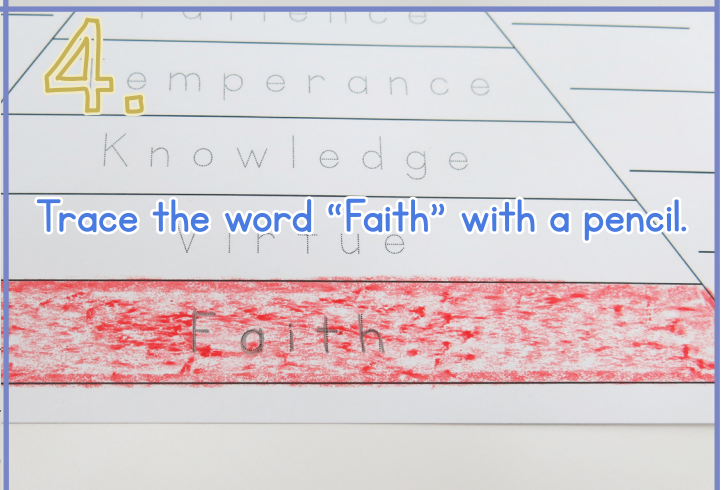 4.
emperance
Knowledge
Trace the word “Faith” with a pencil.
Virtue
Faith